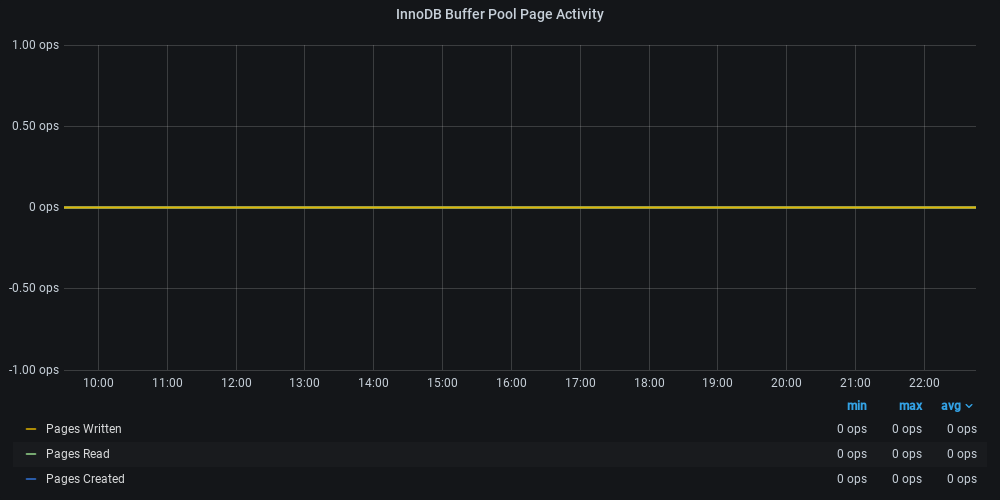 InnoDB Buffer Pool Page Activity
1.00 ops
0.50 ops
0 ops
-0.50 ops
-1.00 ops
10:00 11:00 12:00 13:00 14:00 15:00 16:00 17:00 18:00 19:00 20:00 21:00 22:00
min max avg
Pages Written 0 ops 0 ops 0 ops
Pages Read 0 ops 0 ops 0 ops
Pages Created 0 ops 0 ops 0 ops